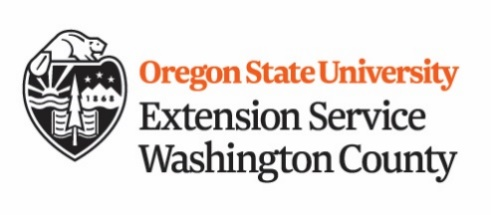 Oregon State University
Extension Service
Washington County